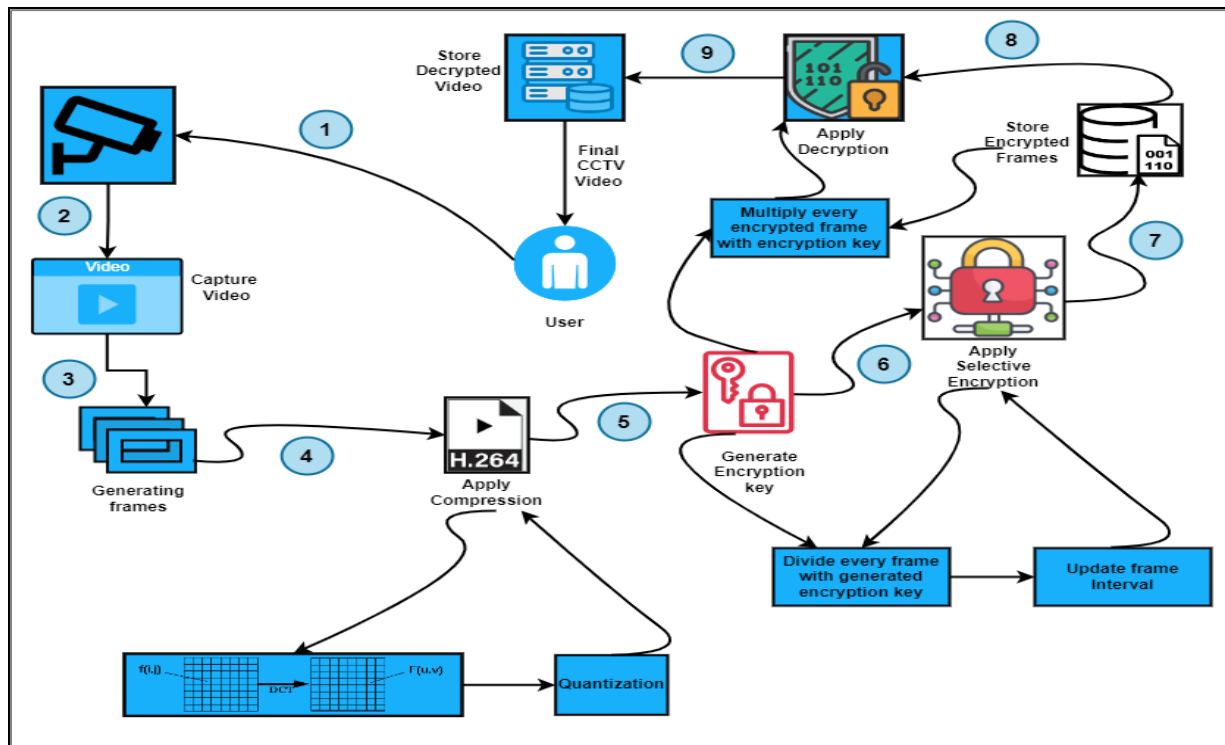 Store
Decrypted
Video
9
101
110
Apply
Decryption
8
Store
Encrypted
Frames
001
110
1
Final
CCTV
Video
2
Multiply every
encrypted frame
with encryption key
7
Video
Capture
Video
User
3
6
Apply
Selective
Encryption
4
5
H.264
Generating
frames
Apply
Compression
Generate
Encryption
key
Divide every frame
with generated
encryption key
Update frame
Interval
f(i,j)
DCT
F(u,v)
Quantization